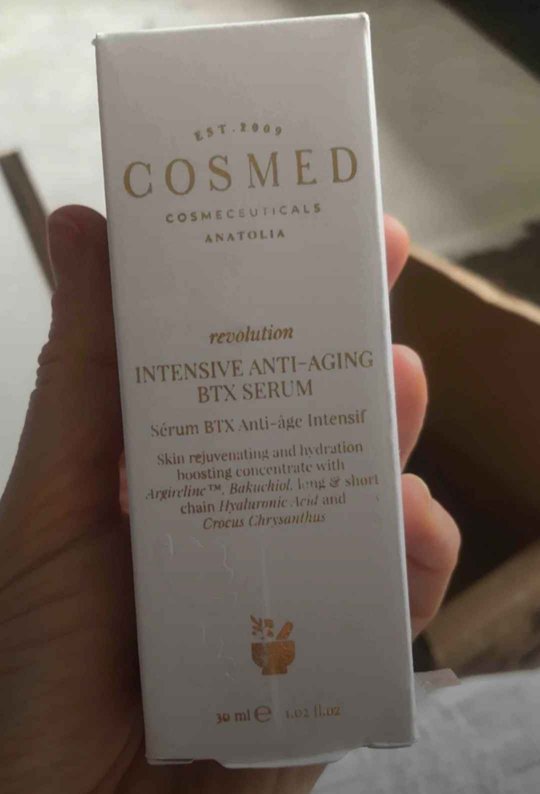 EST. 2009
COSMED
COSMECEUTICALS
ANATOLIA
revolution
INTENSIVE ANTI-AGING
BTX SERUM
Sérum BTX Anti-âge Intensif
Skin rejuvenating and hydration
boosting concentrate with
Argireline™, Bakuchiol, long & short
chain Hyaluronic Acid and
Crocus Chrysanthus
30 ml ℮ 1.02 fl.oz